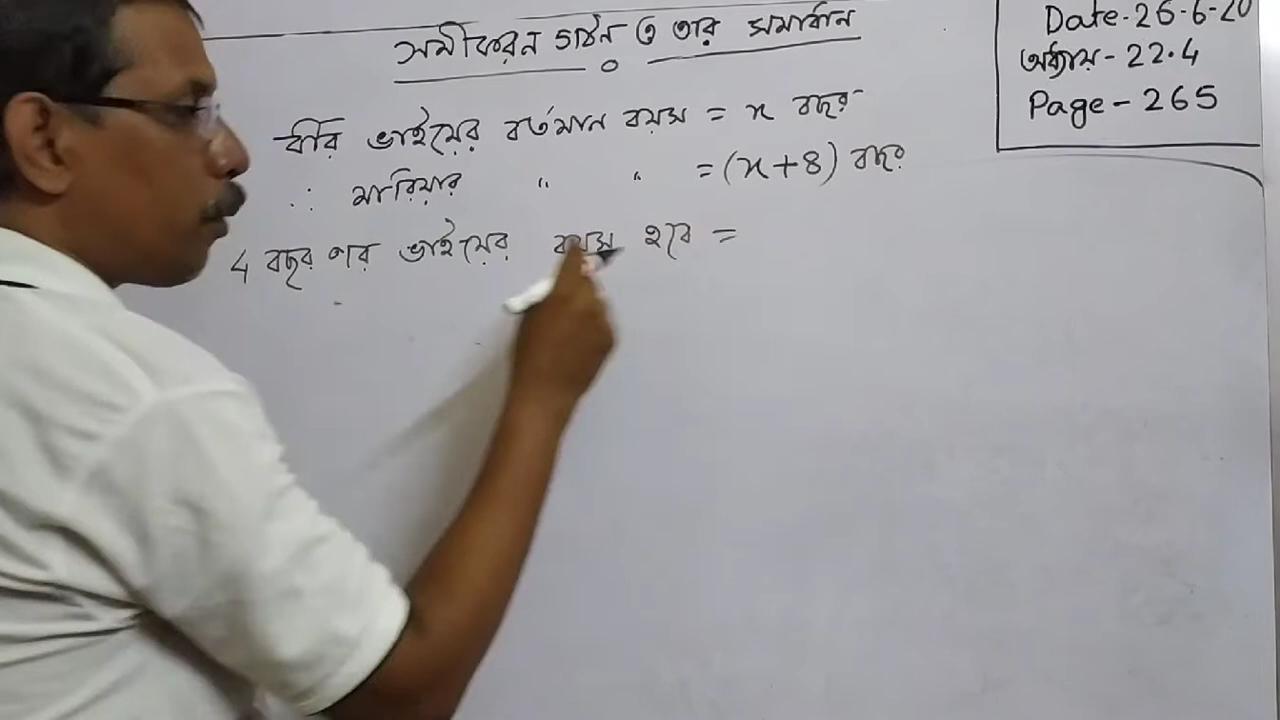 সমীকরন গঠন ও তার সমাধান
Date-26-6-20
অধ্যায়-22.4
Page-265
ধরি ভাইয়ের বর্তমান বয়স = x বছর
∴ মারিয়ার " " = (x+8) বছর
4 বছর পর ভাইয়ের বয়স হবে =